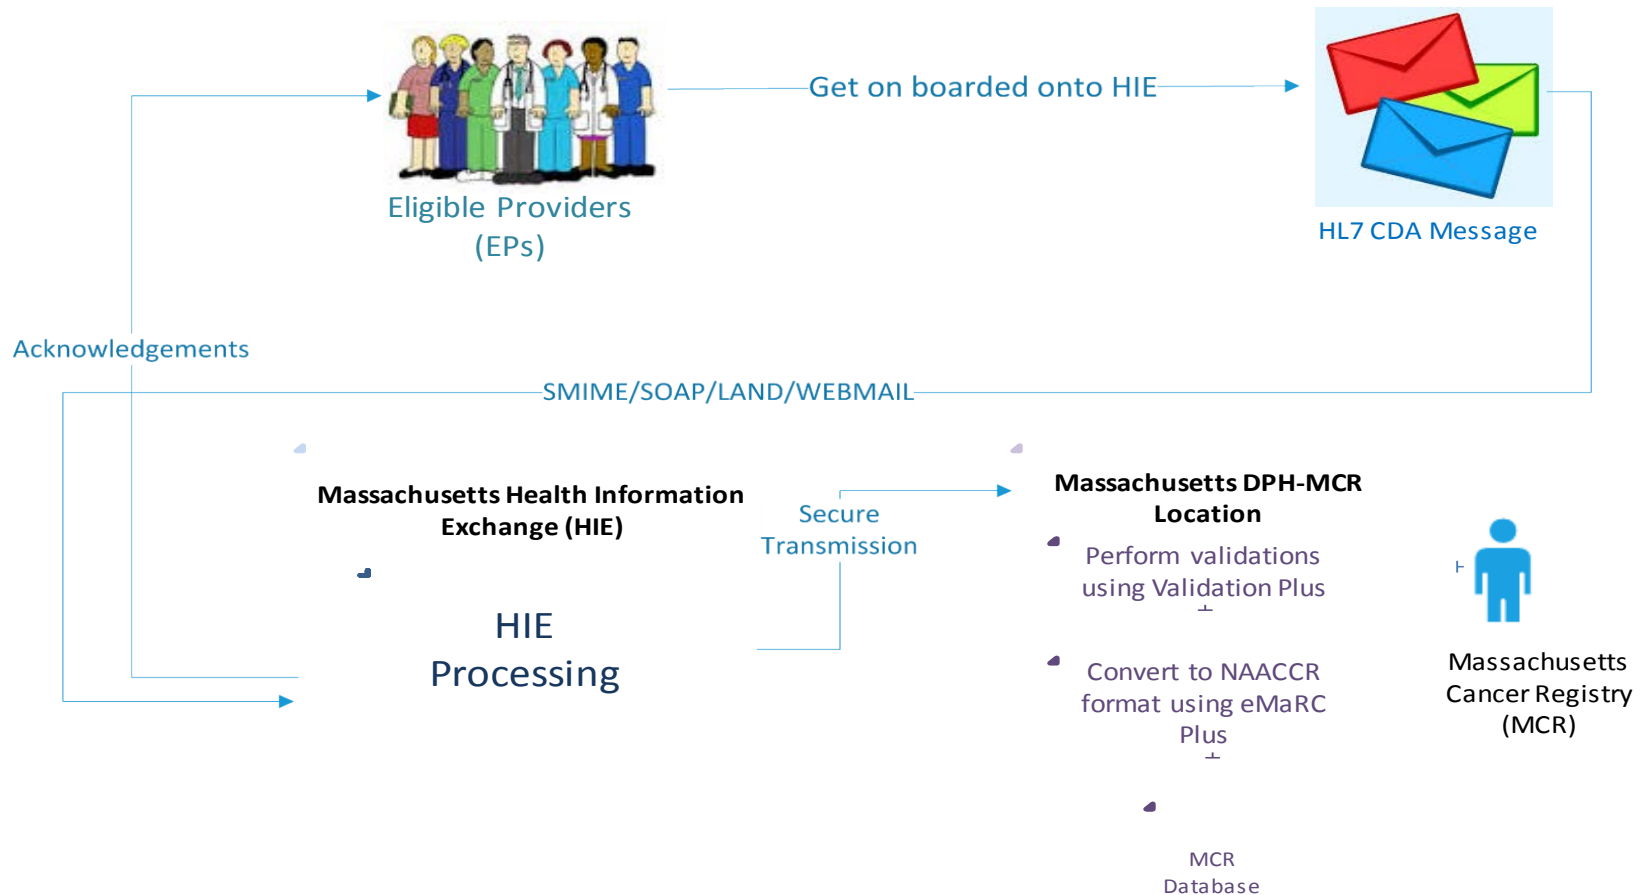 Get on boarded onto HIE
Eligible Providers
(EPs)
HL7 CDA Message
Acknowledgements
SMIME/SOAP/LAND/WEBMAIL
Massachusetts Health Information
Exchange (HIE)
HIE
Processing
Secure
Transmission
Massachusetts DPH-MCR
Location
Perform validations
using Validation Plus
Convert to NAACCR
format using eMaRC
Plus
MCR
Database
Massachusetts
Cancer Registry
(MCR)